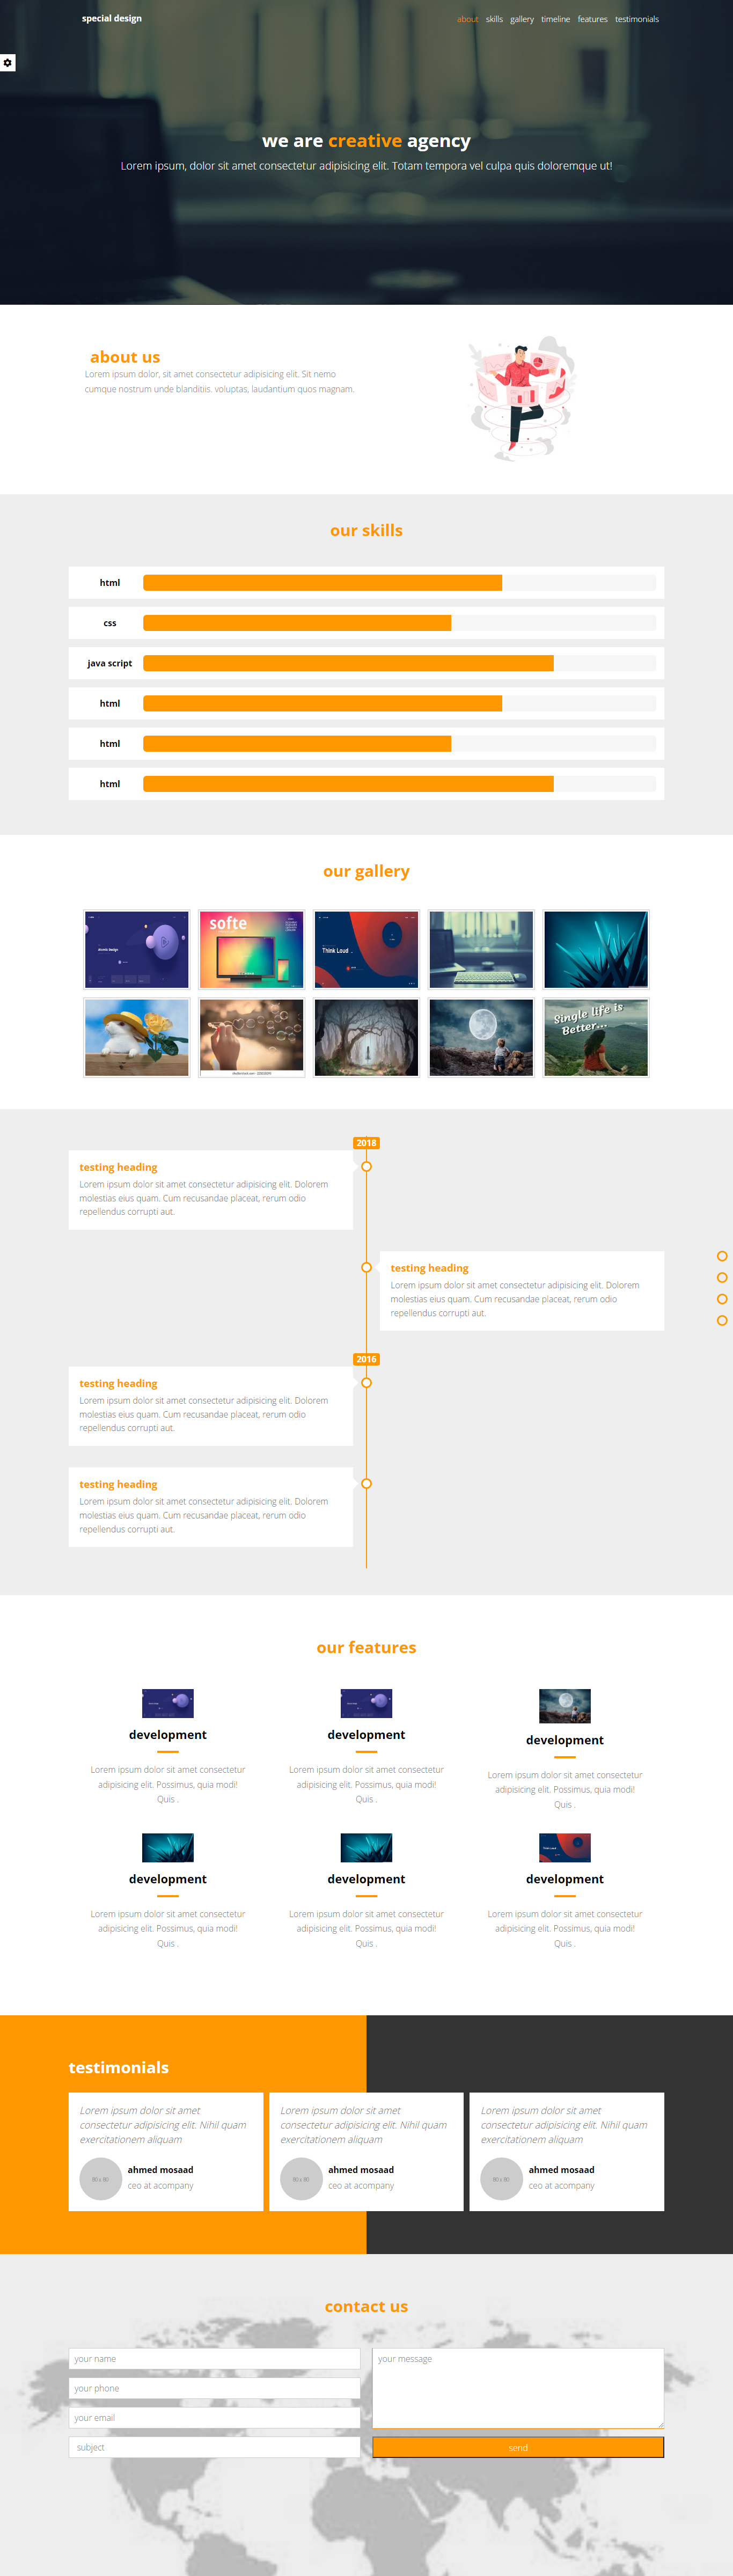 special design
about skills gallery timeline features testimonials
we are creative agency
Lorem ipsum, dolor sit amet consectetur adipisicing elit. Totam tempora vel culpa quis doloremque ut!
about us
Lorem ipsum dolor, sit amet consectetur adipisicing elit. Sit nemo
cumque nostrum unde blanditiis. voluptas, laudantium quos magnam.
our skills
html
css
java script
html
html
html
our gallery
softe
Think Loud
Single life is
Better...
2018
testing heading
Lorem ipsum dolor sit amet consectetur adipisicing elit. Dolorem
molestias eius quam. Cum recusandae placeat, rerum odio
repellendus corrupti aut.
testing heading
Lorem ipsum dolor sit amet consectetur adipisicing elit. Dolorem
molestias eius quam. Cum recusandae placeat, rerum odio
repellendus corrupti aut.
2016
testing heading
Lorem ipsum dolor sit amet consectetur adipisicing elit. Dolorem
molestias eius quam. Cum recusandae placeat, rerum odio
repellendus corrupti aut.
testing heading
Lorem ipsum dolor sit amet consectetur adipisicing elit. Dolorem
molestias eius quam. Cum recusandae placeat, rerum odio
repellendus corrupti aut.
our features
development
Lorem ipsum dolor sit amet consectetur
adipisicing elit. Possimus, quia modi!
Quis .
development
Lorem ipsum dolor sit amet consectetur
adipisicing elit. Possimus, quia modi!
Quis .
development
Lorem ipsum dolor sit amet consectetur
adipisicing elit. Possimus, quia modi!
Quis .
development
Lorem ipsum dolor sit amet consectetur
adipisicing elit. Possimus, quia modi!
Quis .
development
Lorem ipsum dolor sit amet consectetur
adipisicing elit. Possimus, quia modi!
Quis .
development
Lorem ipsum dolor sit amet consectetur
adipisicing elit. Possimus, quia modi!
Quis .
testimonials
Lorem ipsum dolor sit amet
consectetur adipisicing elit. Nihil quam
exercitationem aliquam
80 x 80
ahmed mosaad
ceo at acompany
Lorem ipsum dolor sit amet
consectetur adipisicing elit. Nihil quam
exercitationem aliquam
80 x 80
ahmed mosaad
ceo at acompany
Lorem ipsum dolor sit amet
consectetur adipisicing elit. Nihil quam
exercitationem aliquam
80 x 80
ahmed mosaad
ceo at acompany
contact us
your name
your phone
your email
subject
your message
send